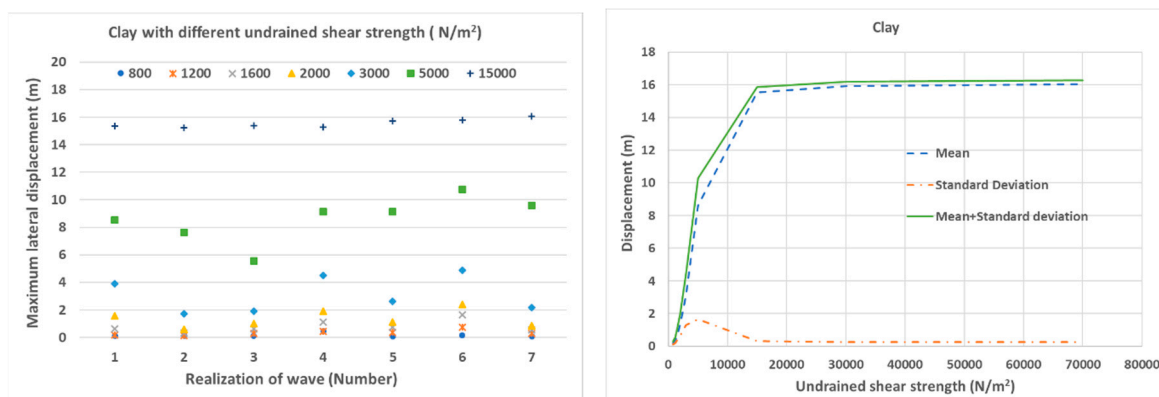 Clay with different undrained shear strength ( N/m²)
800 1200 1600 2000 3000 5000 15000
Maximum lateral displacement (m)
20
18
16
14
12
10
8
6
4
2
0
1 2 3 4 5 6 7
Realization of wave (Number)
Clay
Displacement (m)
18
16
14
12
10
8
6
4
2
0
Mean
Standard Deviation
Mean+Standard deviation
0 10000 20000 30000 40000 50000 60000 70000 80000
Undrained shear strength (N/m²)